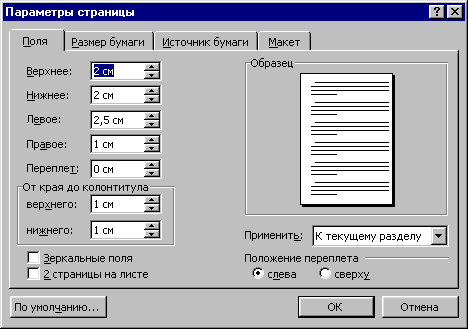 Параметры страницы
Поля Размер бумаги Источник бумаги Макет
Верхнее: 2 см
Нижнее: 2 см
Левое: 2,5 см
Правое: 1 см
Переплет: 0 см
От края до колонтитула
верхнего: 1 см
нижнего: 1 см
Зеркальные поля
2 страницы на листе
Образец
Применить: К текущему разделу
Положение переплета
слева сверху
По умолчанию... ОК Отмена